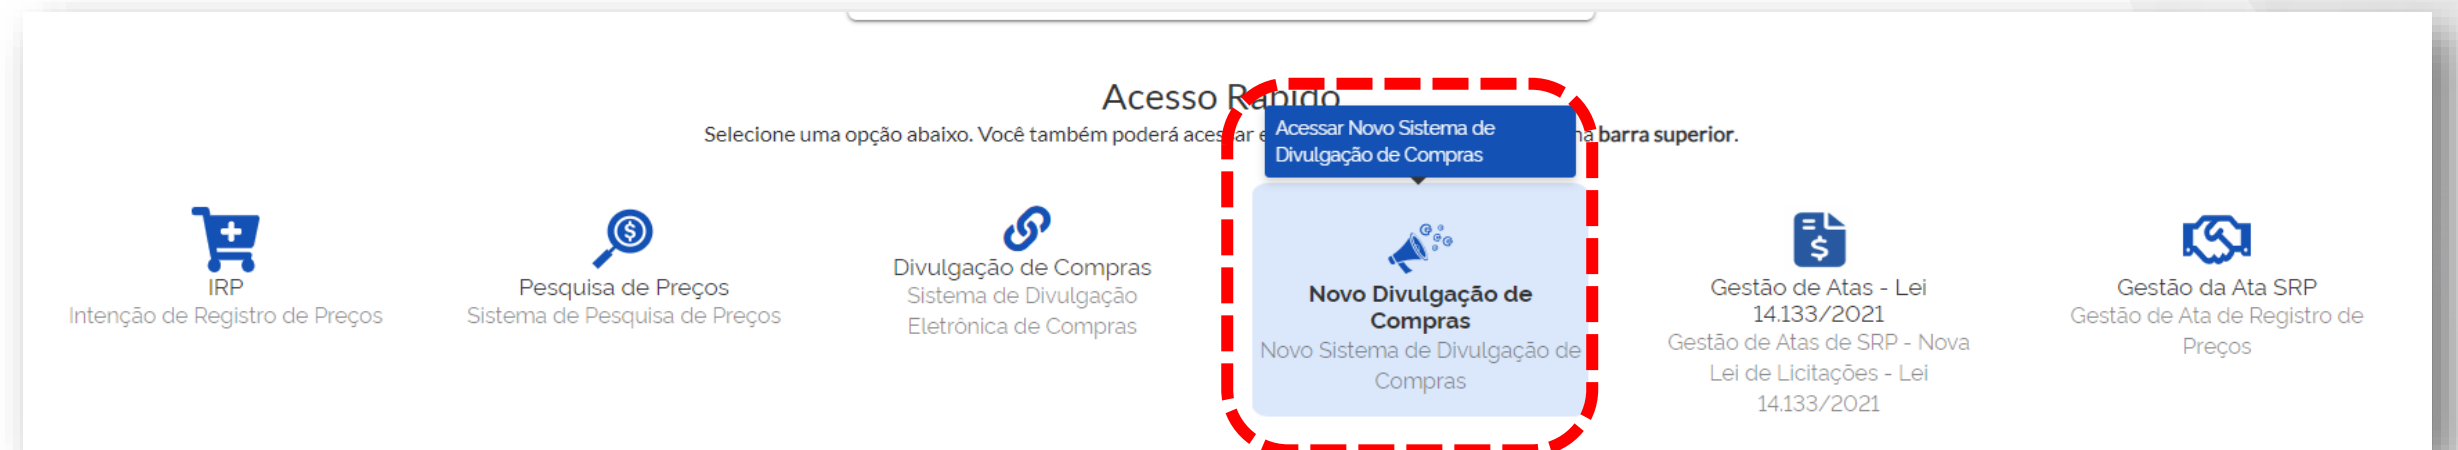 Acesso Rápido
Selecione uma opção abaixo. Você também poderá acessar
barra superior.
Acessar Novo Sistema de
Divulgação de Compras
IRP
Intenção de Registro de Preços
Pesquisa de Preços
Sistema de Pesquisa de Preços
Divulgação de Compras
Sistema de Divulgação
Eletrônica de Compras
Novo Divulgação de
Compras
Novo Sistema de Divulgação de
Compras
Gestão de Atas - Lei
14.133/2021
Gestão de Atas de SRP - Nova
Lei de Licitações - Lei
14.133/2021
Gestão da Ata SRP
Gestão de Ata de Registro de
Preços